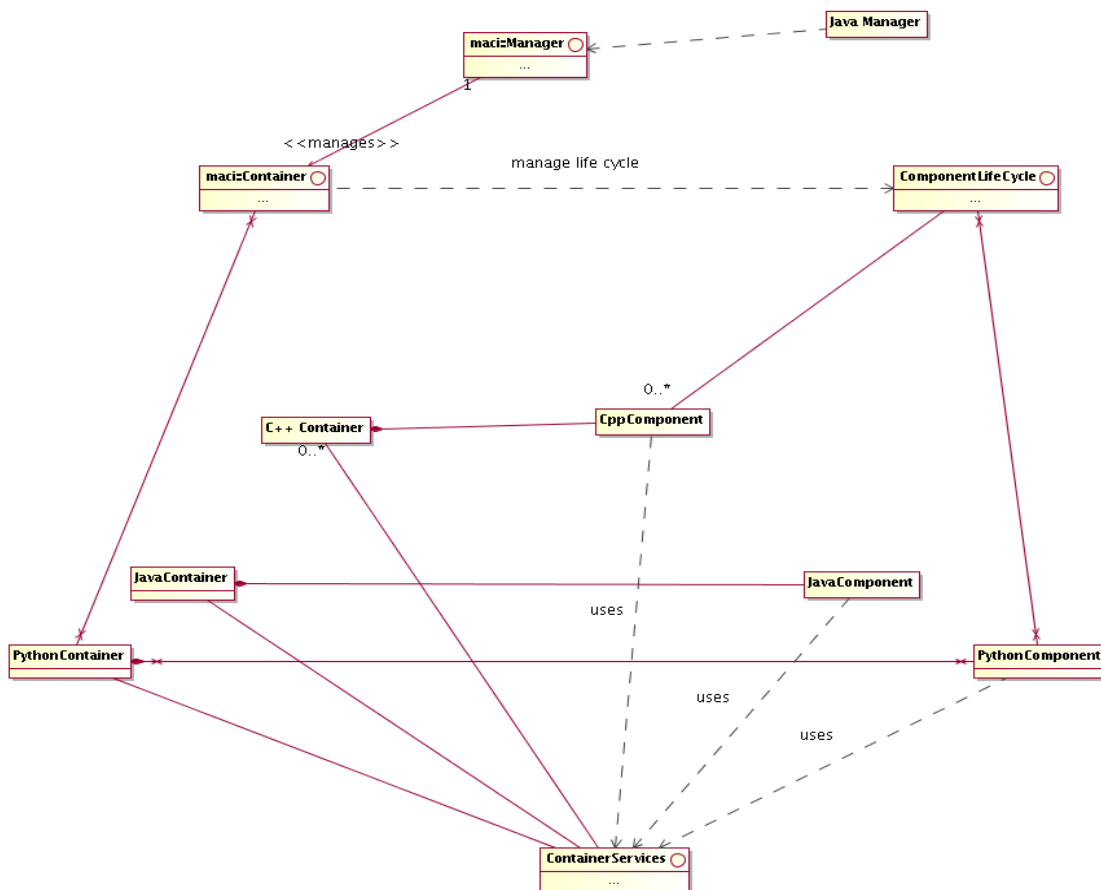 Java Manager
maci::Manager
...
1
<<manages>>
manage life cycle
maci::Container
...
ComponentLifeCycle
...
0..*
C++ Container
CppComponent
0..*
JavaContainer
JavaComponent
uses
PythonContainer
PythonComponent
uses
uses
ContainerServices
...